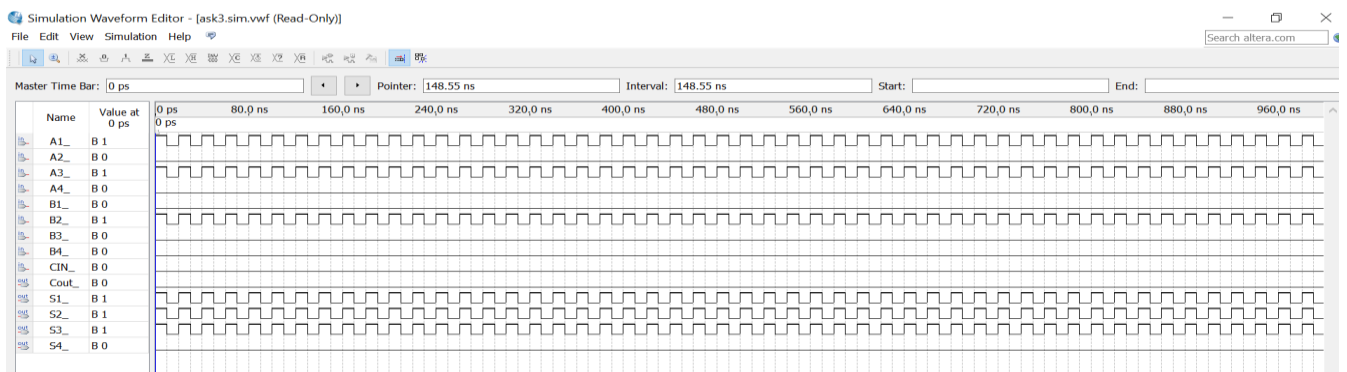 Simulation Waveform Editor - [ask3.sim.vwf (Read-Only)]
File Edit View Simulation Help
Search altera.com
Master Time Bar: 0 ps Pointer: 148.55 ns Interval: 148.55 ns Start: End:
Name Value at 0 ps
0 ps 80,0 ns 160,0 ns 240,0 ns 320,0 ns 400,0 ns 480,0 ns 560,0 ns 640,0 ns 720,0 ns 800,0 ns 880,0 ns 960,0 ns
0 ps
A1_ B 1
A2_ B 0
A3_ B 1
A4_ B 0
B1_ B 0
B2_ B 1
B3_ B 0
B4_ B 0
CIN_ B 0
Cout_ B 0
S1_ B 1
S2_ B 1
S3_ B 1
S4_ B 0